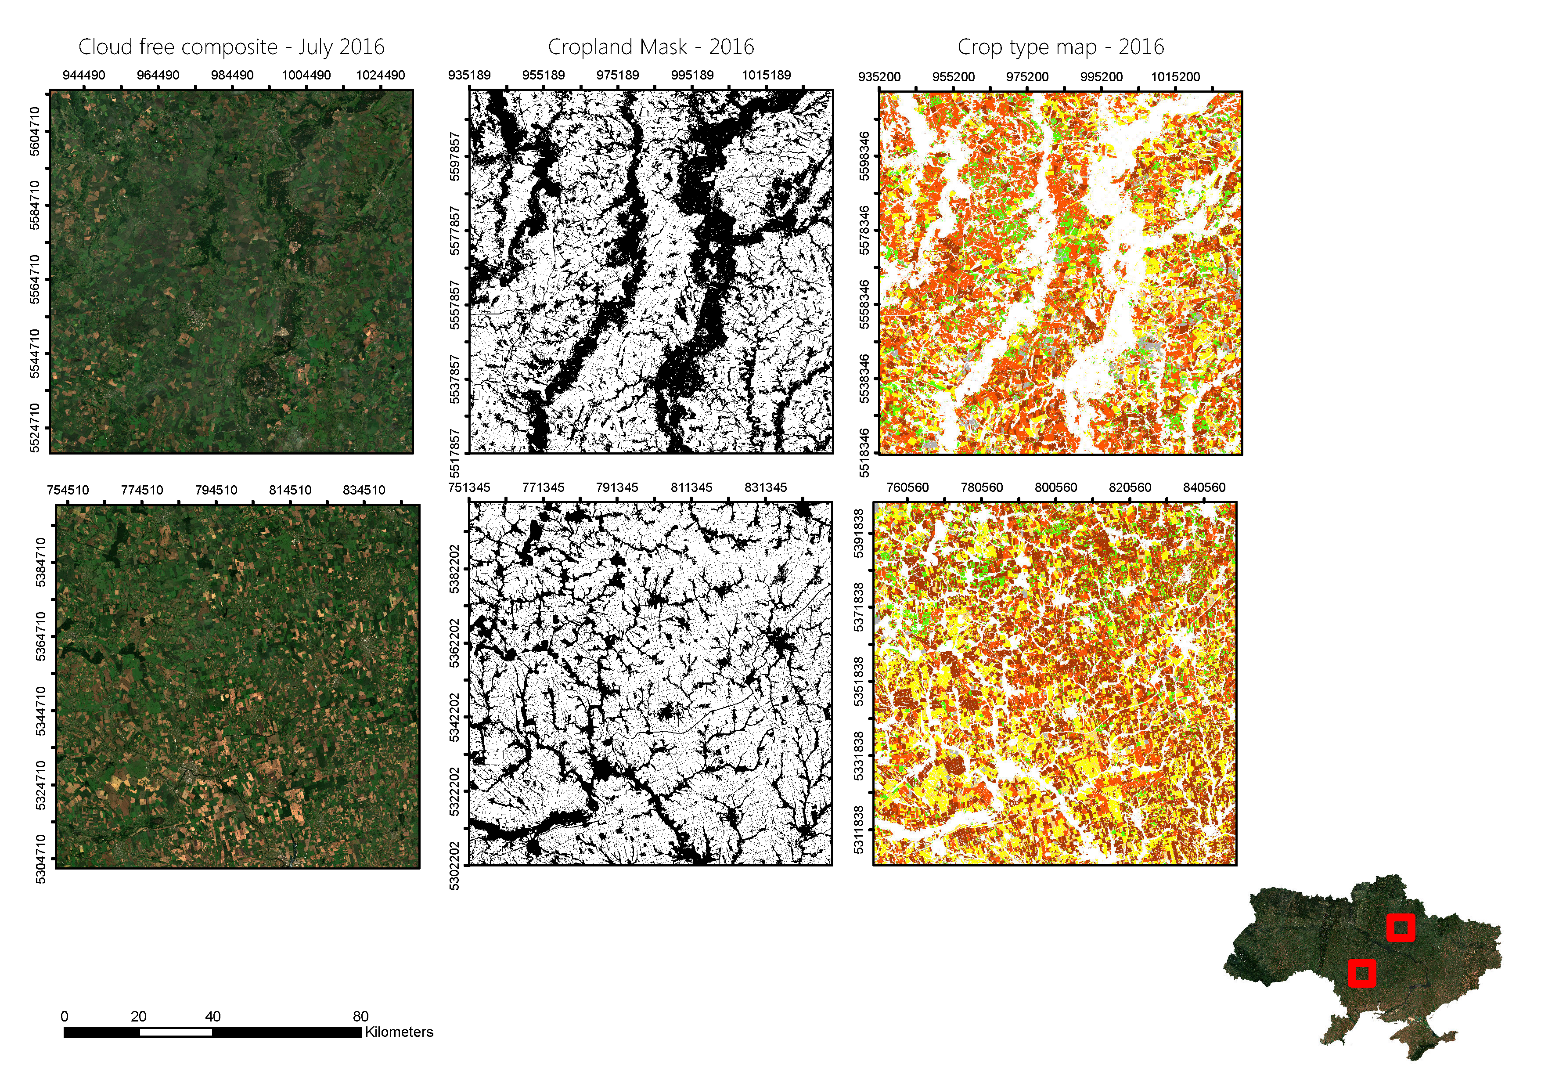 Cloud free composite - July 2016
Cropland Mask - 2016
Crop type map - 2016
944490 964490 984490 1004490 1024490
935189 955189 975189 995189 1015189
935200 955200 975200 995200 1015200
5604710
5584710
5564710
5544710
5524710
5597857
5577857
5557857
5537857
5517857
5598346
5578346
5558346
5538346
5518346
754510 774510 794510 814510 834510
751345 771345 791345 811345 831345
760560 780560 800560 820560 840560
5384710
5364710
5344710
5324710
5304710
5382202
5362202
5342202
5322202
5302202
5391838
5371838
5351838
5331838
5311838
0 20 40 80
Kilometers